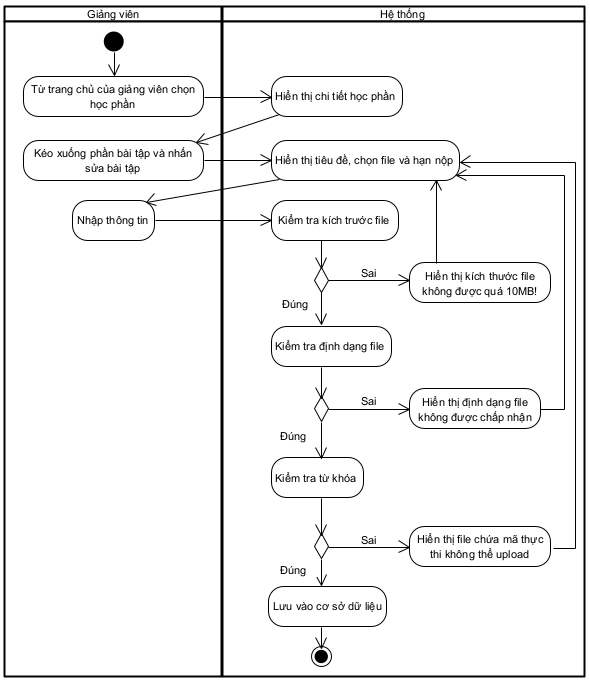 Giảng viên
Hệ thống
Từ trang chủ của giảng viên chọn
học phần
Hiển thị chi tiết học phần
Kéo xuống phần bài tập và nhấn
sửa bài tập
Hiển thị tiêu đề, chọn file và hạn nộp
Nhập thông tin
Kiểm tra kích trước file
Sai
Hiển thị kích thước file
không được quá 10MB!
Đúng
Kiểm tra định dạng file
Sai
Hiển thị định dạng file
không được chấp nhận
Đúng
Kiểm tra từ khóa
Sai
Hiển thị file chứa mã thực
thi không thể upload
Đúng
Lưu vào cơ sở dữ liệu